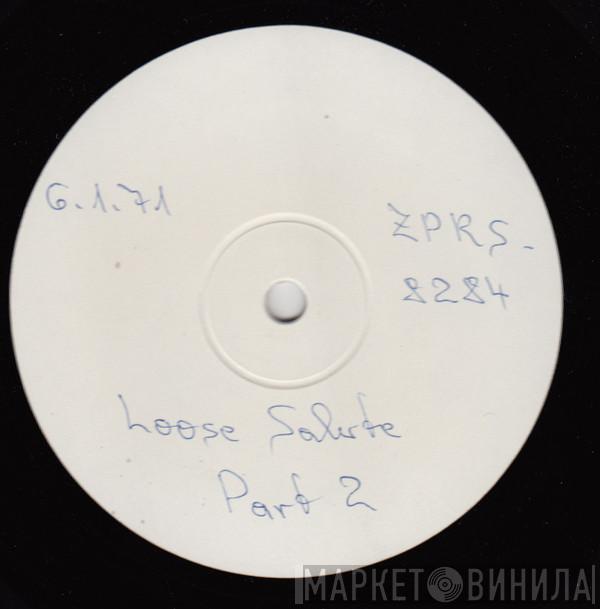 6.1.71
ZPRS-
8284
Loose Salute
Part 2
МАРКЕТ ВИНИЛА